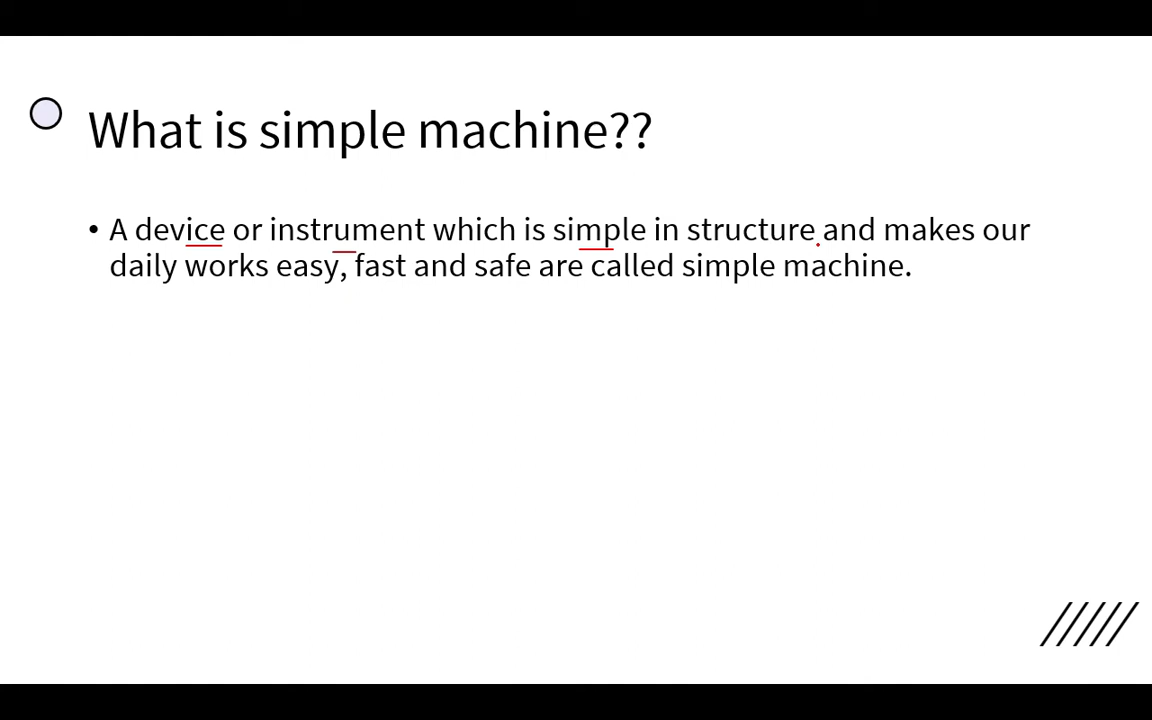 What is simple machine??
• A device or instrument which is simple in structure and makes our
daily works easy, fast and safe are called simple machine.